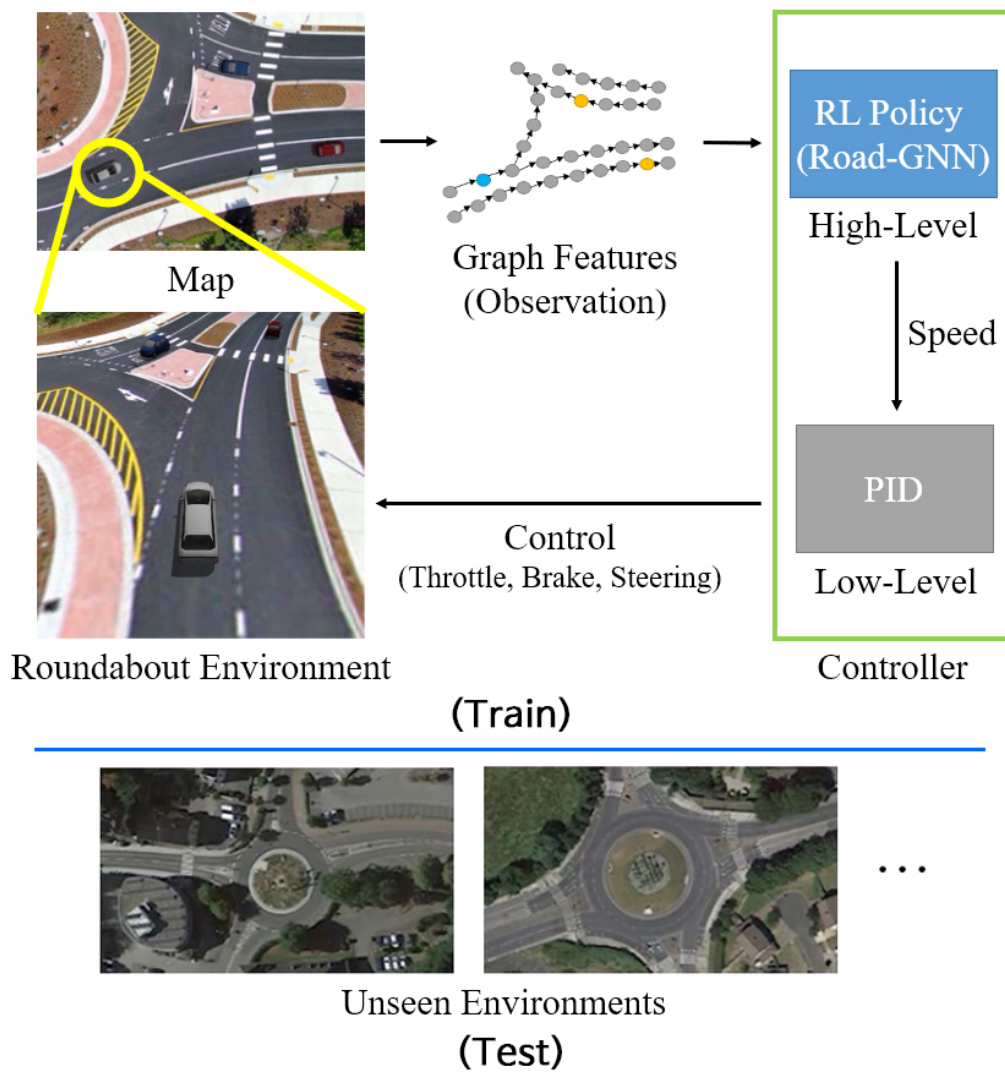 Map
Graph Features
(Observation)
RL Policy
(Road-GNN)
High-Level
Speed
PID
Low-Level
Control
(Throttle, Brake, Steering)
Roundabout Environment
Controller
(Train)
...
Unseen Environments
(Test)